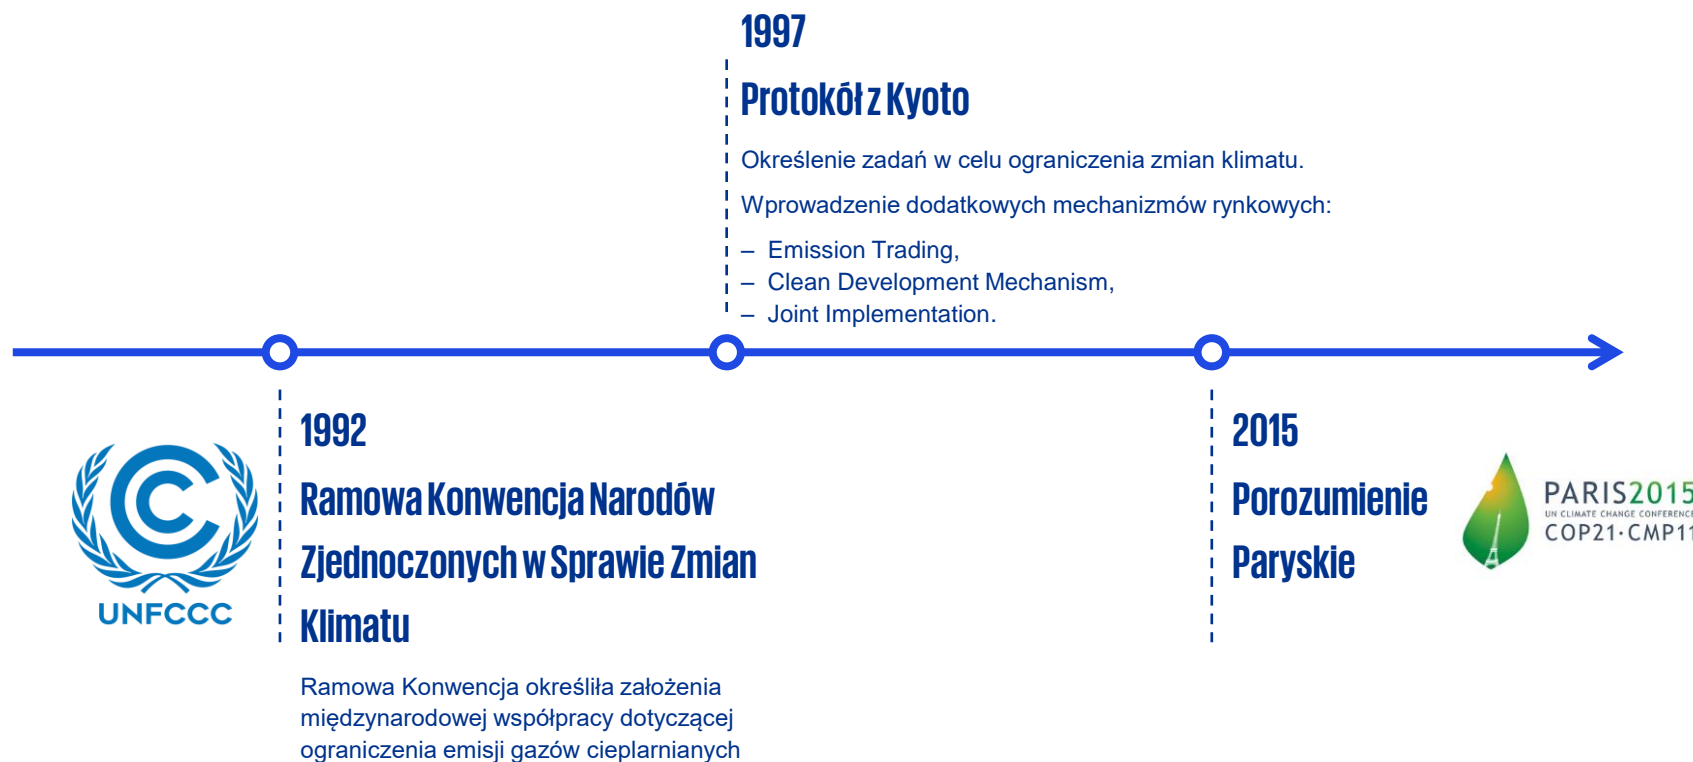 1997
Protokół z Kyoto
Określenie zadań w celu ograniczenia zmian klimatu.
Wprowadzenie dodatkowych mechanizmów rynkowych:
– Emission Trading,
– Clean Development Mechanism,
– Joint Implementation.
UNFCCC
1992
Ramowa Konwencja Narodów
Zjednoczonych w Sprawie Zmian
Klimatu
Ramowa Konwencja określiła założenia
międzynarodowej współpracy dotyczącej
ograniczenia emisji gazów cieplarnianych
2015
Porozumienie
Paryskie
PARIS2015
UN CLIMATE CHANGE CONFERENCE
COP21·CMP11